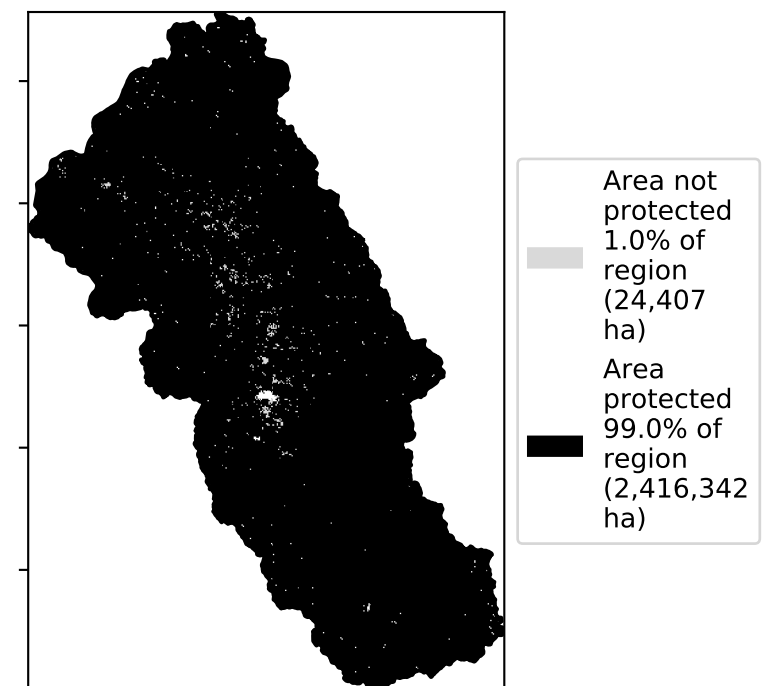 Area not
protected
1.0% of
region
(24,407
ha)
Area
protected
99.0% of
region
(2,416,342
ha)